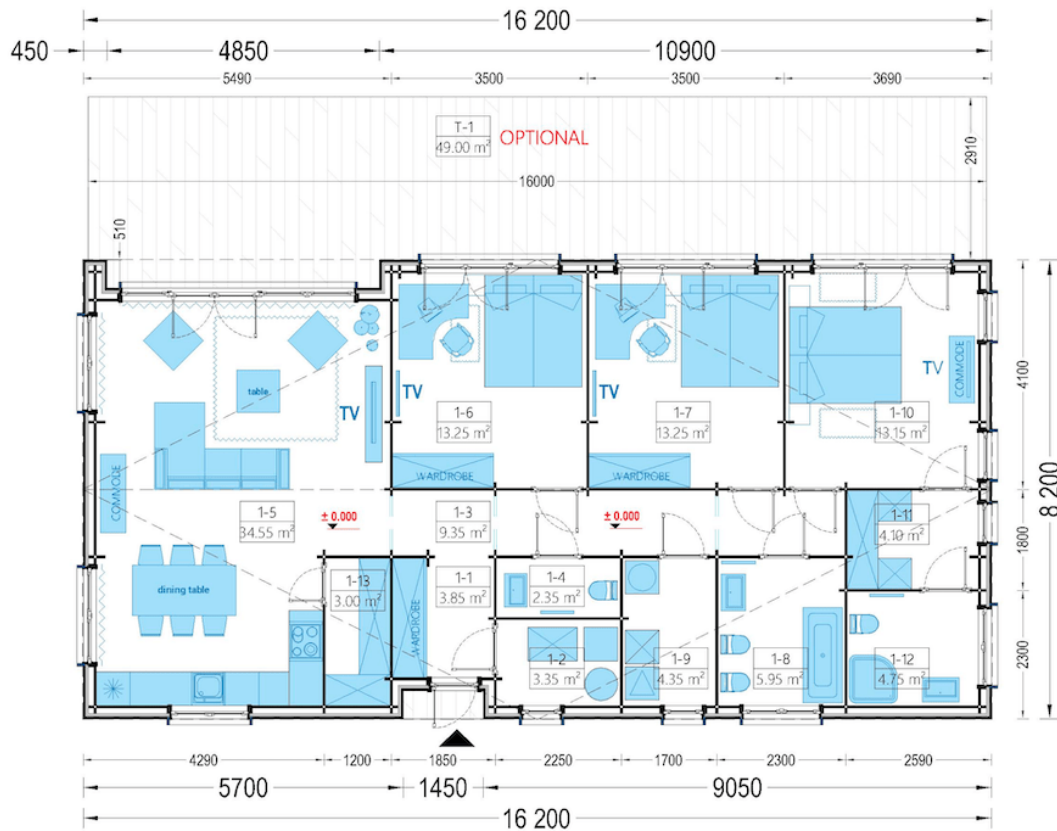 16 200
450
4850
10900
5490
3500
3500
3690
T-1
49.00 m²
OPTIONAL
2910
16000
510
TV
table
TV
TV
COMMODE
4100
1-6
13.25 m²
1-7
13.25 m²
1-10
13.15 m²
WARDROBE
WARDROBE
8 200
COMMODE
1-5
34.55 m²
± 0.000
1-3
9.35 m²
± 0.000
1-11
4.10 m²
1800
dining table
1-13
3.00 m²
WARDROBE
1-1
3.85 m²
1-4
2.35 m²
1-2
3.35 m²
1-9
4.35 m²
1-8
5.95 m²
1-12
4.75 m²
2300
4290
1200
1850
2250
1700
2300
2590
5700
1450
9050
16 200